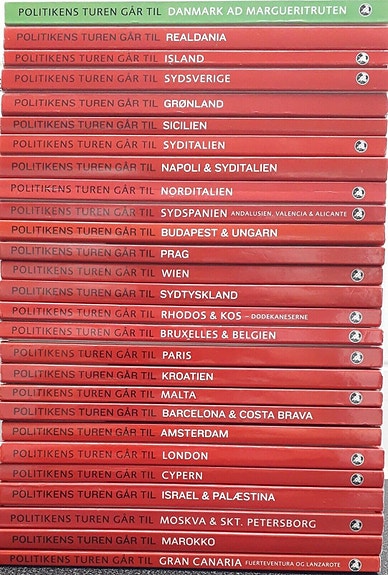 POLITIKENS TUREN GÅR TIL DANMARK AD MARGUERITRUTEN
POLITIKENS TUREN GÅR TIL REALDANIA
POLITIKENS TUREN GÅR TIL ISLAND
POLITIKENS TUREN GÅR TIL SYDSVERIGE
POLITIKENS TUREN GÅR TIL GRØNLAND
POLITIKENS TUREN GÅR TIL SICILIEN
POLITIKENS TUREN GÅR TIL SYDITALIEN
POLITIKENS TUREN GÅR TIL NAPOLI & SYDITALIEN
POLITIKENS TUREN GÅR TIL NORDITALIEN
POLITIKENS TUREN GÅR TIL SYDSPANIEN ANDALUSIEN, VALENCIA & ALICANTE
POLITIKENS TUREN GÅR TIL BUDAPEST & UNGARN
POLITIKENS TUREN GÅR TIL PRAG
POLITIKENS TUREN GÅR TIL WIEN
POLITIKENS TUREN GÅR TIL SYDTYSKLAND
POLITIKENS TUREN GÅR TIL RHODOS & KOS – DODEKANESERNE
POLITIKENS TUREN GÅR TIL BRUXELLES & BELGIEN
POLITIKENS TUREN GÅR TIL PARIS
POLITIKENS TUREN GÅR TIL KROATIEN
POLITIKENS TUREN GÅR TIL MALTA
POLITIKENS TUREN GÅR TIL BARCELONA & COSTA BRAVA
POLITIKENS TUREN GÅR TIL AMSTERDAM
POLITIKENS TUREN GÅR TIL LONDON
POLITIKENS TUREN GÅR TIL CYPERN
POLITIKENS TUREN GÅR TIL ISRAEL & PALÆSTINA
POLITIKENS TUREN GÅR TIL MOSKVA & SKT. PETERSBORG
POLITIKENS TUREN GÅR TIL MAROKKO
POLITIKENS TUREN GÅR TIL GRAN CANARIA FUERTEVENTURA OG LANZAROTE